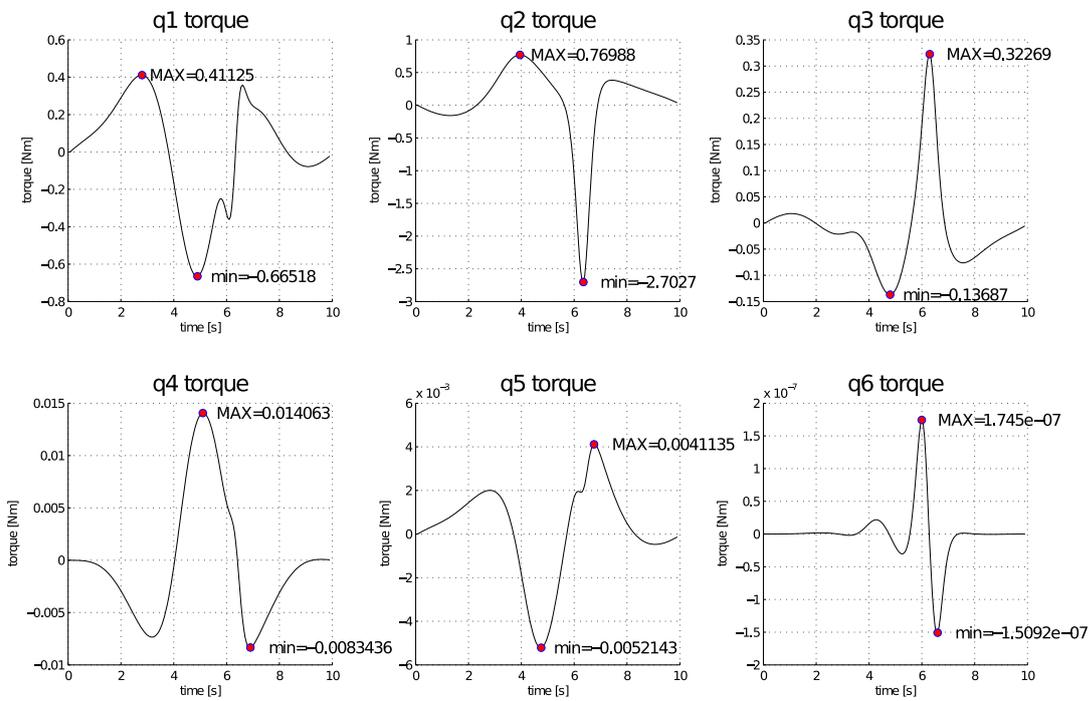 q1 torque
0.6
0.4
0.2
0
−0.2
−0.4
−0.6
−0.8
torque [Nm]
MAX=0.41125
min=−0.66518
0 2 4 6 8 10
time [s]
q2 torque
1
0.5
0
−0.5
−1
−1.5
−2
−2.5
−3
torque [Nm]
MAX=0.76988
min=−2.7027
0 2 4 6 8 10
time [s]
q3 torque
0.35
0.3
0.25
0.2
0.15
0.1
0.05
0
−0.05
−0.1
−0.15
torque [Nm]
MAX=0.32269
min=−0.13687
0 2 4 6 8 10
time [s]
q4 torque
0.015
0.01
0.005
0
−0.005
−0.01
torque [Nm]
MAX=0.014063
min=−0.0083436
0 2 4 6 8 10
time [s]
q5 torque
x 10⁻³
6
4
2
0
−2
−4
−6
torque [Nm]
MAX=0.0041135
min=−0.0052143
0 2 4 6 8 10
time [s]
q6 torque
x 10⁻⁷
2
1.5
1
0.5
0
−0.5
−1
−1.5
−2
torque [Nm]
MAX=1.745e−07
min=−1.5092e−07
0 2 4 6 8 10
time [s]